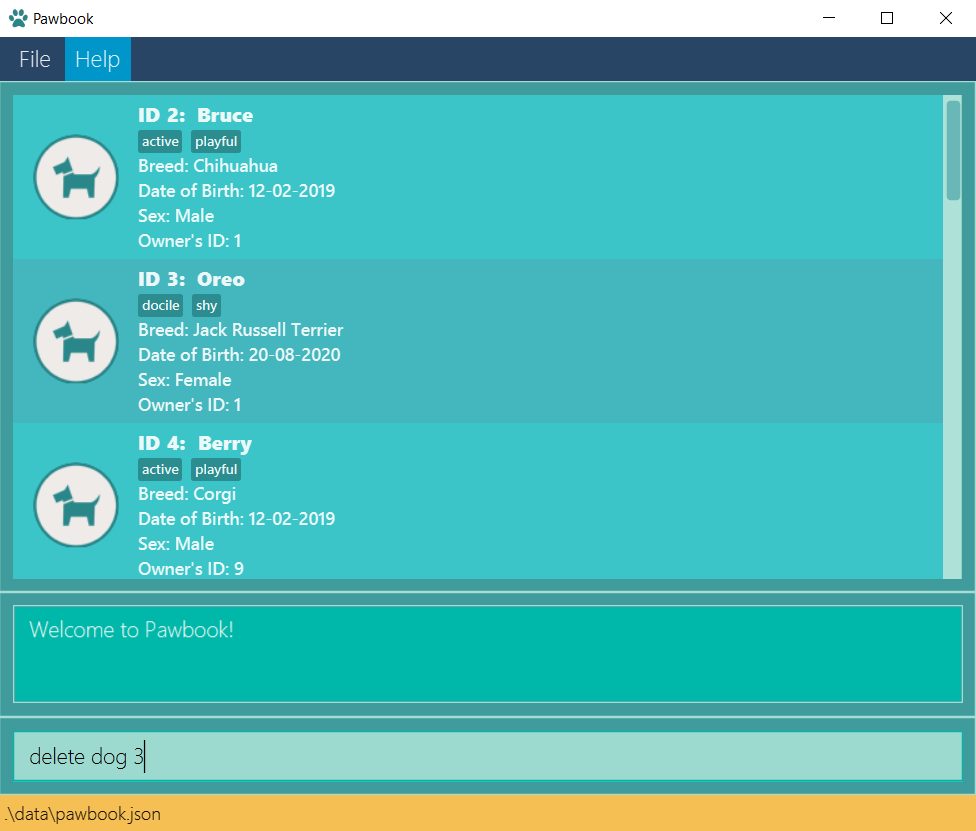 Pawbook
File Help
ID 2: Bruce
active playful
Breed: Chihuahua
Date of Birth: 12-02-2019
Sex: Male
Owner's ID: 1
ID 3: Oreo
docile shy
Breed: Jack Russell Terrier
Date of Birth: 20-08-2020
Sex: Female
Owner's ID: 1
ID 4: Berry
active playful
Breed: Corgi
Date of Birth: 12-02-2019
Sex: Male
Owner's ID: 9
Welcome to Pawbook!
delete dog 3
.\data\pawbook.json